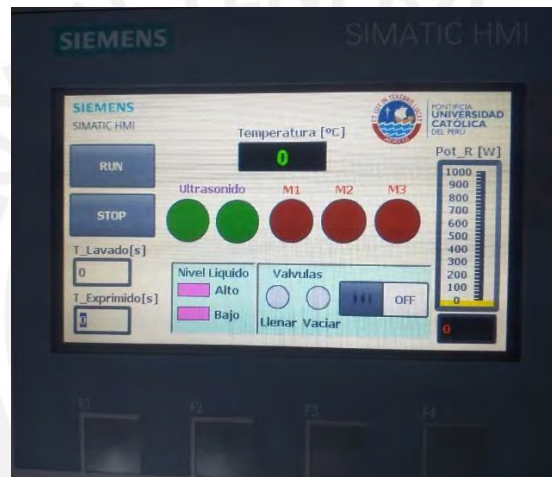 SIEMENS
SIMATIC HMI
SIEMENS
SIMATIC HMI
PONTIFICIA
UNIVERSIDAD
CATÓLICA
DEL PERÚ
Temperatura [ºC]
0
RUN
STOP
Ultrasonido
M1
M2
M3
Pot_R [W]
1000
900
800
700
600
500
400
300
200
100
0
0
T_Lavado[s]
0
T_Exprimido[s]
0
Nivel Liquido
Alto
Bajo
Valvulas
Llenar
Vaciar
OFF
F1
F2
F3
F4